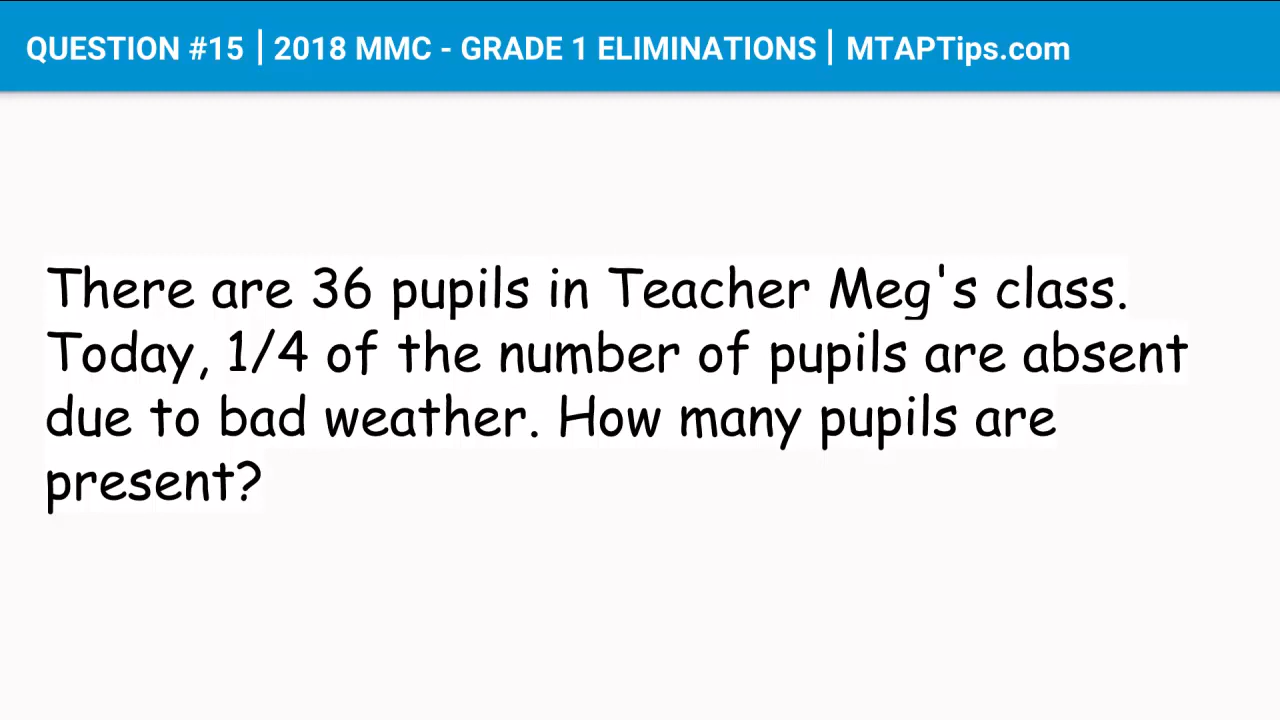 QUESTION #15 | 2018 MMC - GRADE 1 ELIMINATIONS | MTAPTips.com
There are 36 pupils in Teacher Meg's class.
Today, 1/4 of the number of pupils are absent
due to bad weather. How many pupils are
present?